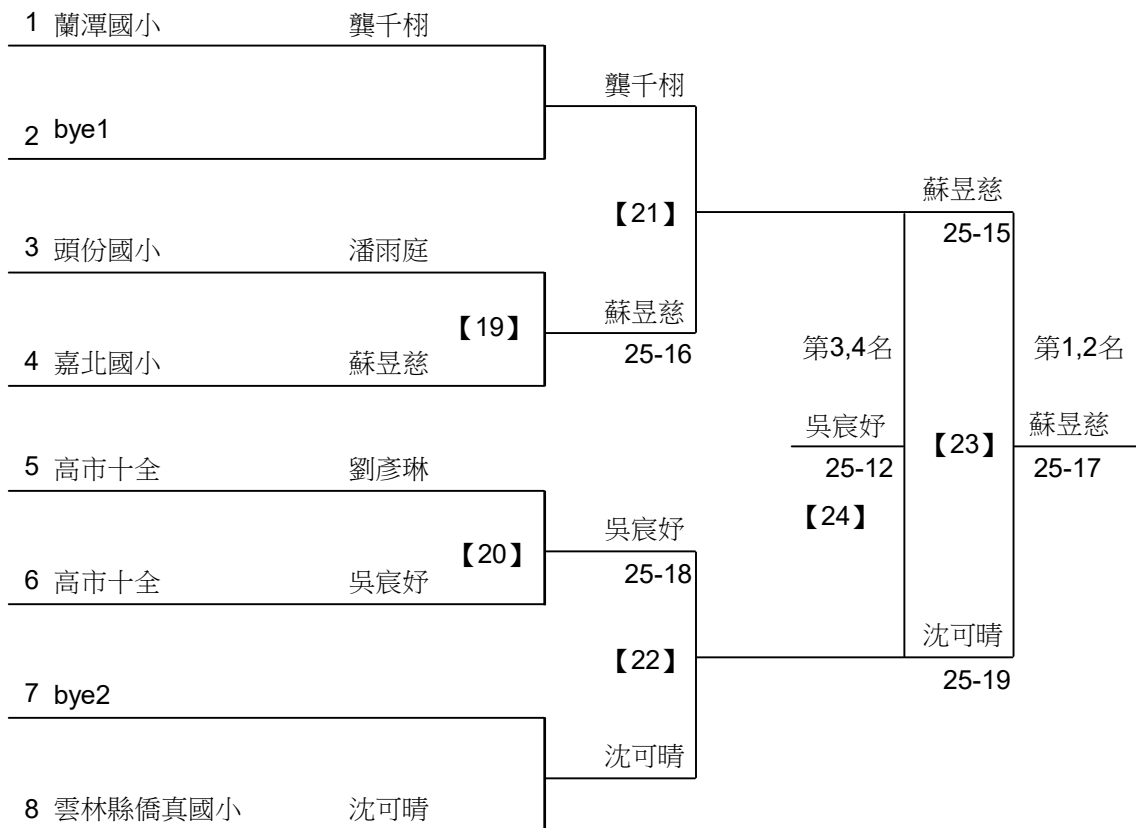 1 蘭潭國小 龔千栩
龔千栩
2 bye1
蘇昱慈
【21】
25-15
3 頭份國小 潘雨庭
蘇昱慈
【19】
第3,4名 第1,2名
25-16
4 嘉北國小 蘇昱慈
吳宸妤 蘇昱慈
【23】
5 高市十全 劉彥琳
25-12 25-17
【24】
吳宸妤
【20】
25-18
6 高市十全 吳宸妤
沈可晴
【22】
25-19
7 bye2
沈可晴
8 雲林縣僑真國小 沈可晴